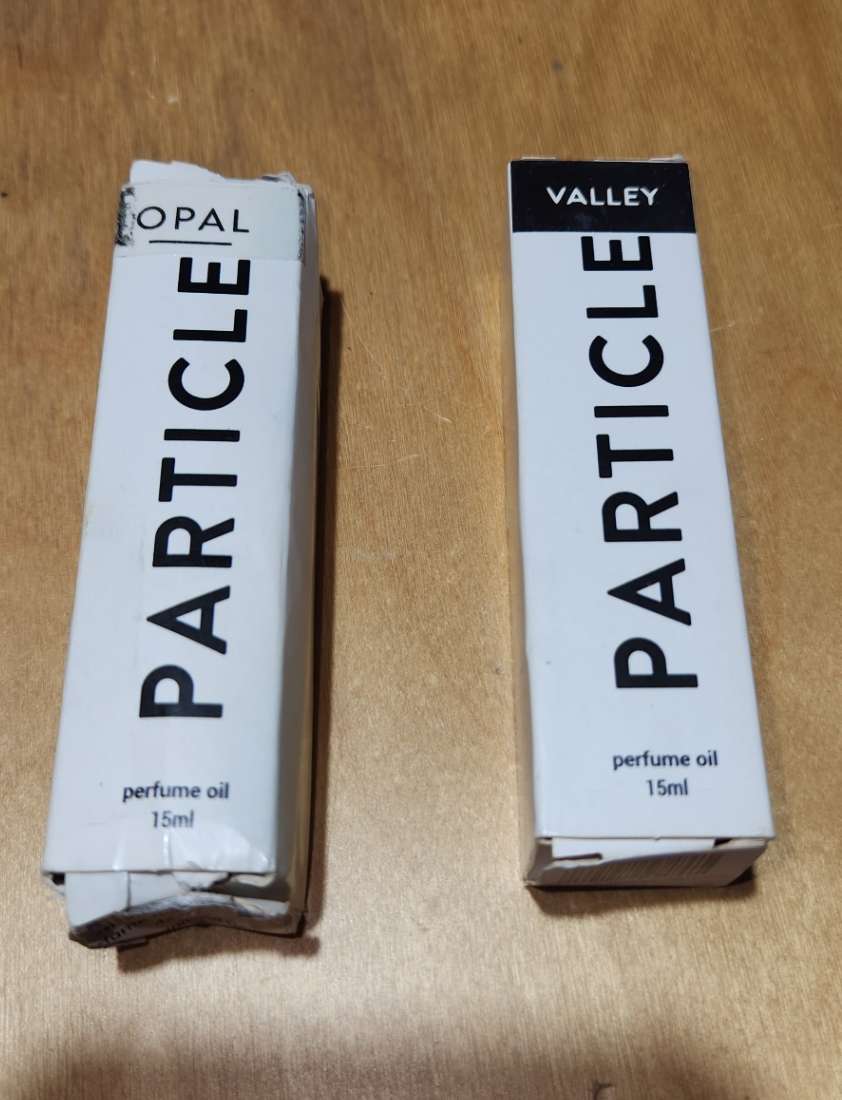 OPAL
PARTICLE
perfume oil
15ml
VALLEY
PARTICLE
perfume oil
15ml